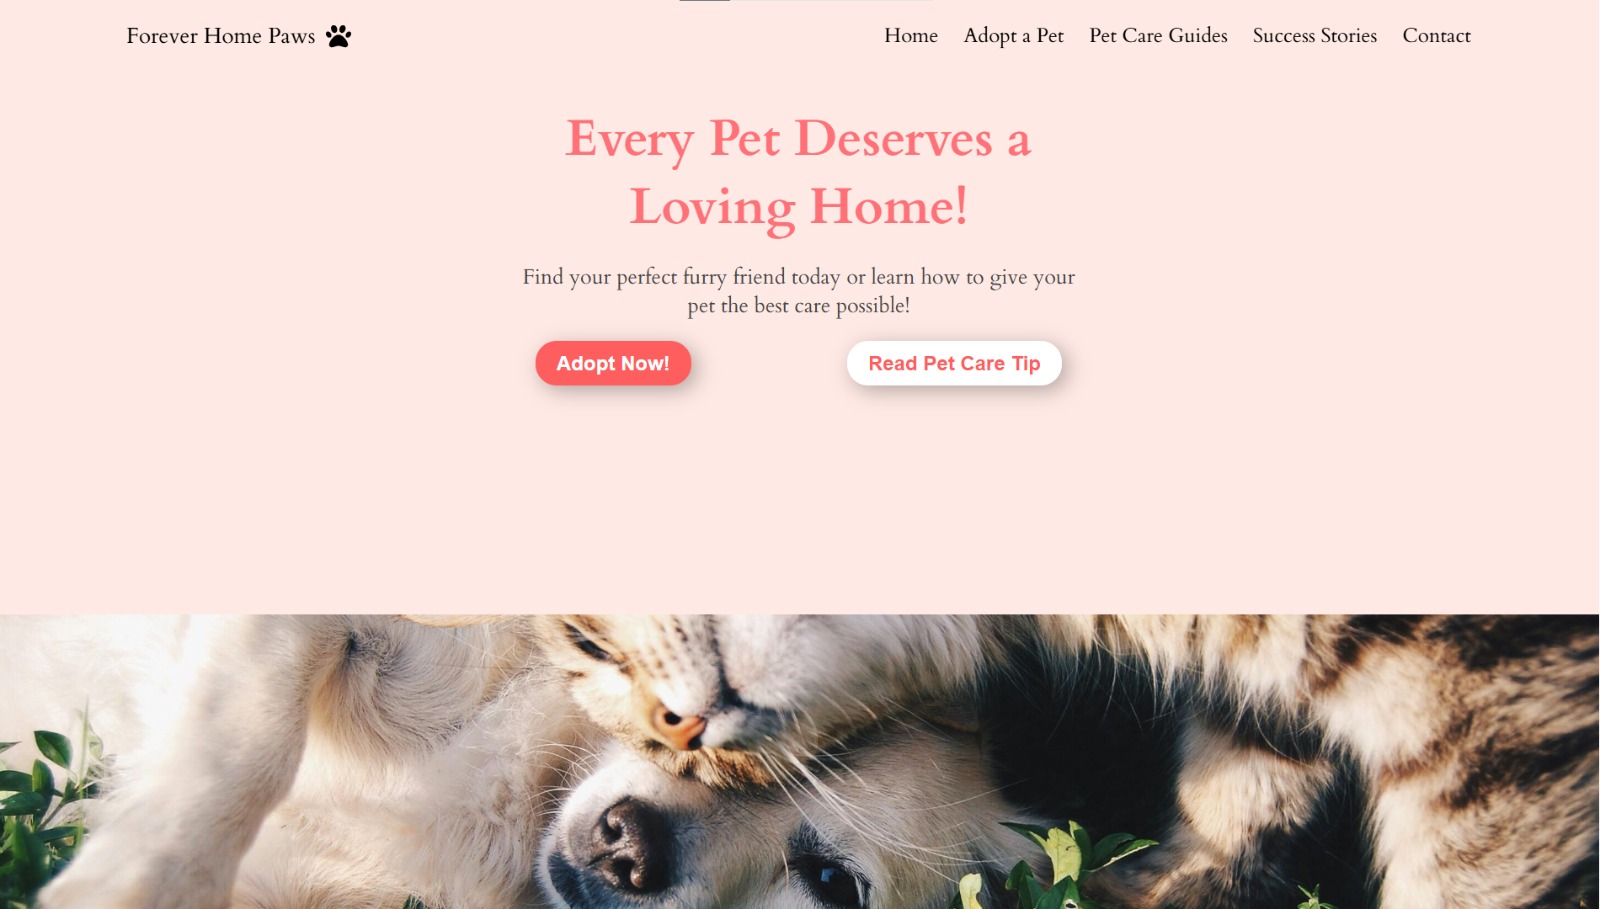 Forever Home Paws
Home Adopt a Pet Pet Care Guides Success Stories Contact
Every Pet Deserves a
Loving Home!
Find your perfect furry friend today or learn how to give your
pet the best care possible!
Adopt Now!
Read Pet Care Tip